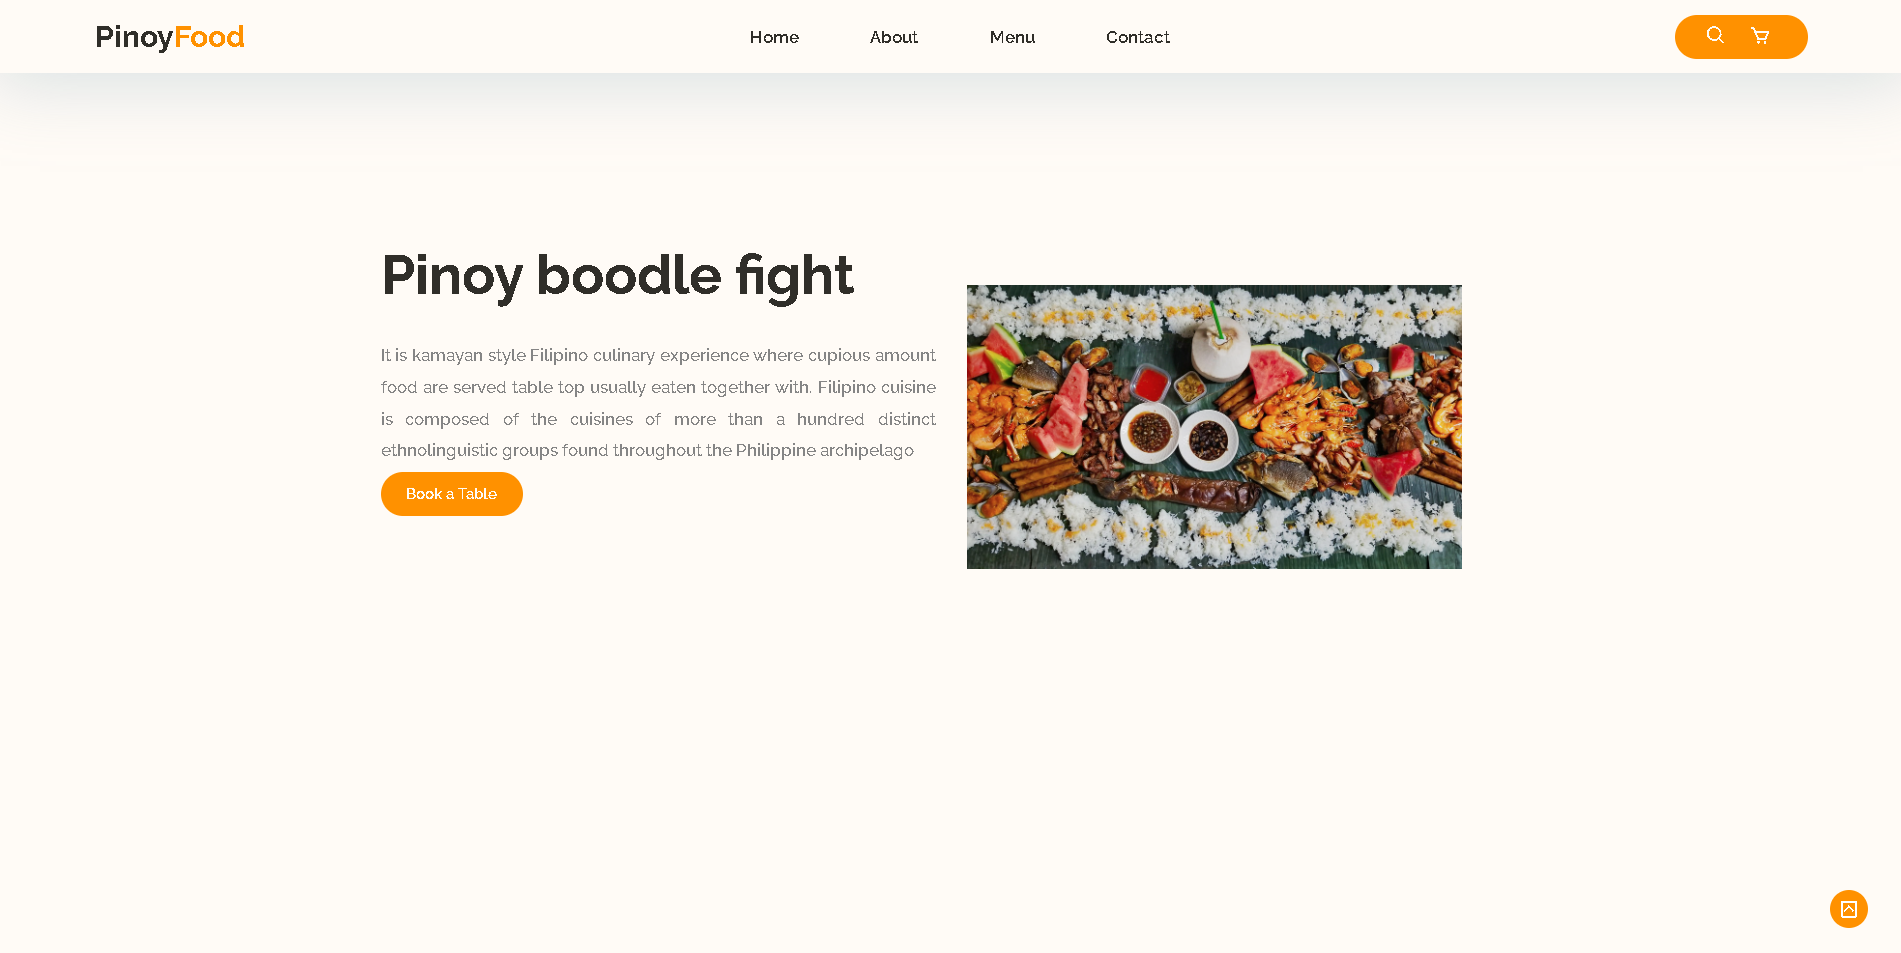 PinoyFood
Home
About
Menu
Contact
Pinoy boodle fight
It is kamayan style Filipino culinary experience where cupious amount
food are served table top usually eaten together with. Filipino cuisine
is composed of the cuisines of more than a hundred distinct
ethnolinguistic groups found throughout the Philippine archipelago
Book a Table